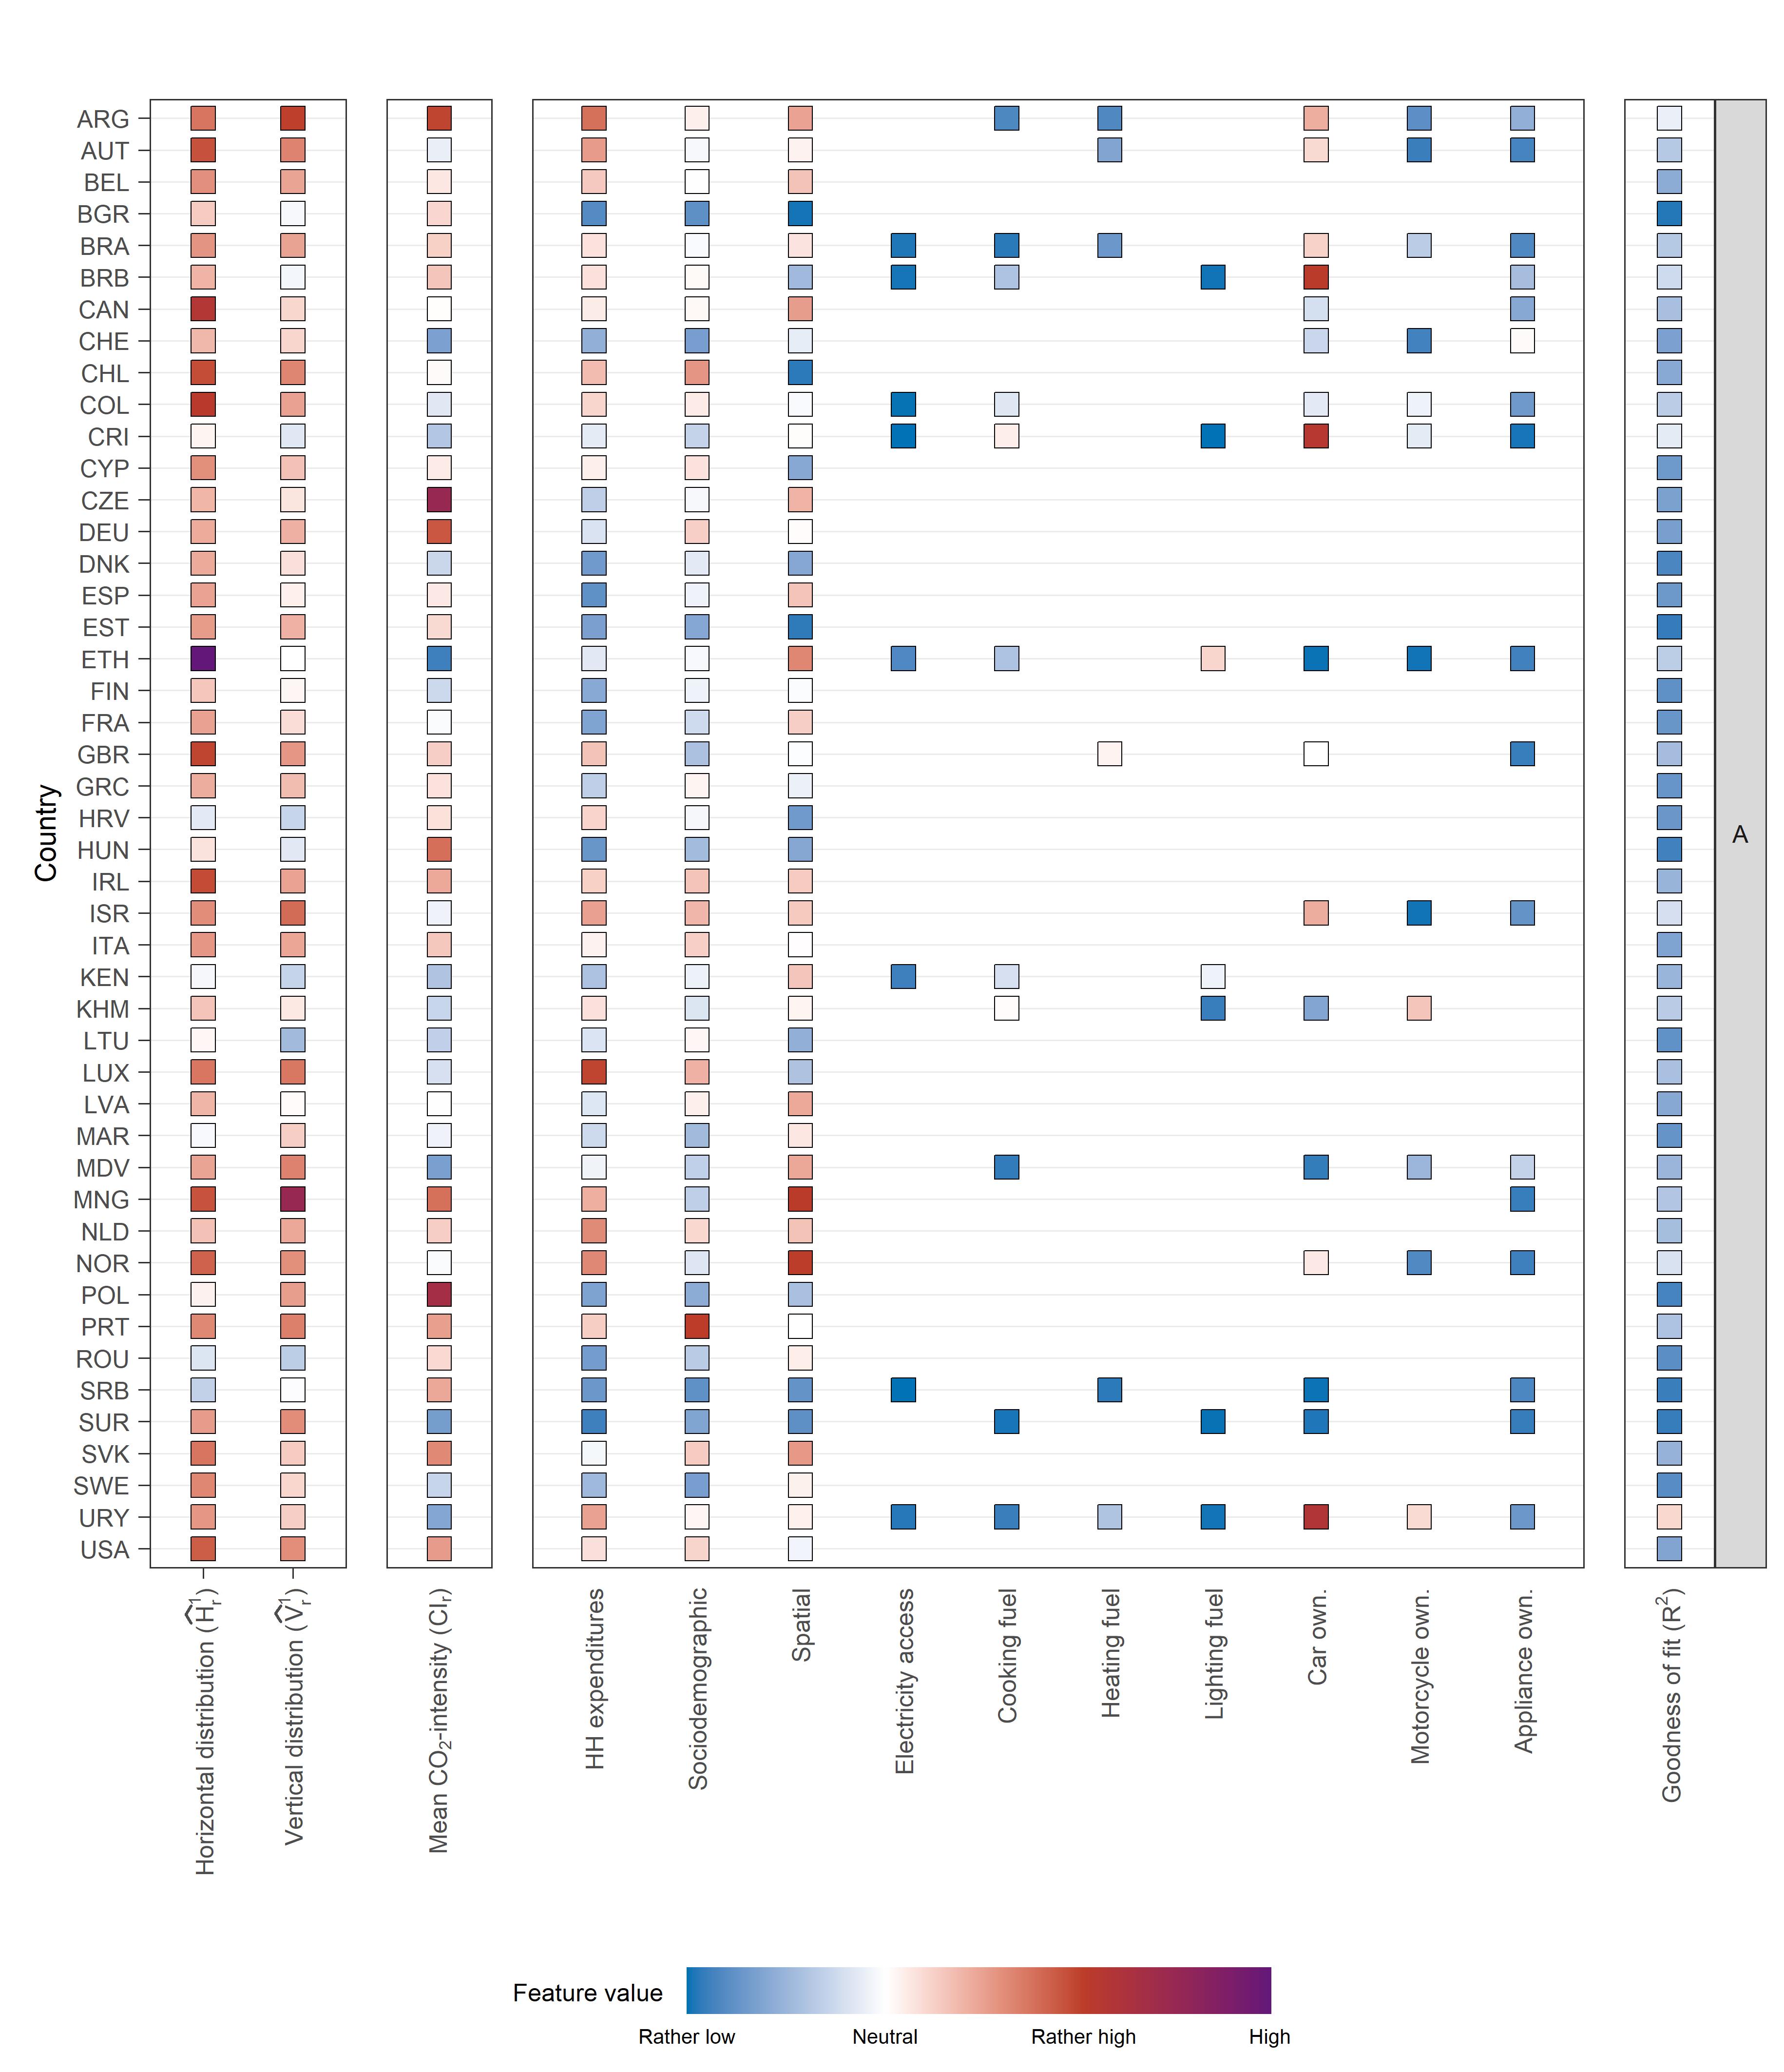 ARG
AUT
BEL
BGR
BRA
BRB
CAN
CHE
CHL
COL
CRI
CYP
CZE
DEU
DNK
ESP
EST
ETH
FIN
FRA
GBR
GRC
HRV
HUN
IRL
ISR
ITA
KEN
KHM
LTU
LUX
LVA
MAR
MDV
MNG
NLD
NOR
POL
PRT
ROU
SRB
SUR
SVK
SWE
URY
USA
Country
A
Horizontal distribution (Ĥ¹ᵣ)
Vertical distribution (V̂¹ᵣ)
Mean CO₂-intensity (CIᵣ)
HH expenditures
Sociodemographic
Spatial
Electricity access
Cooking fuel
Heating fuel
Lighting fuel
Car own.
Motorcycle own.
Appliance own.
Goodness of fit (R²)
Feature value
Rather low
Neutral
Rather high
High